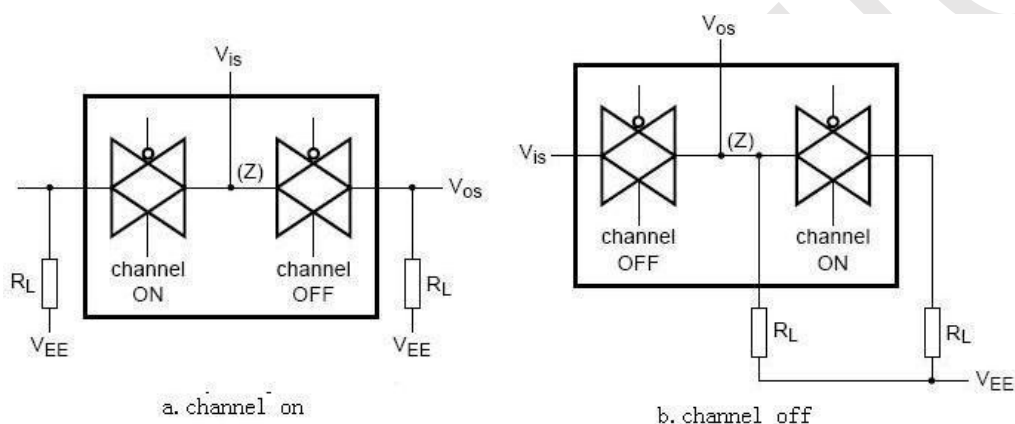 Vis
(Z)
Vos
channel ON
channel OFF
RL
RL
VEE
VEE
a. channel on
Vos
Vis
(Z)
channel OFF
channel ON
RL
RL
VEE
b. channel off